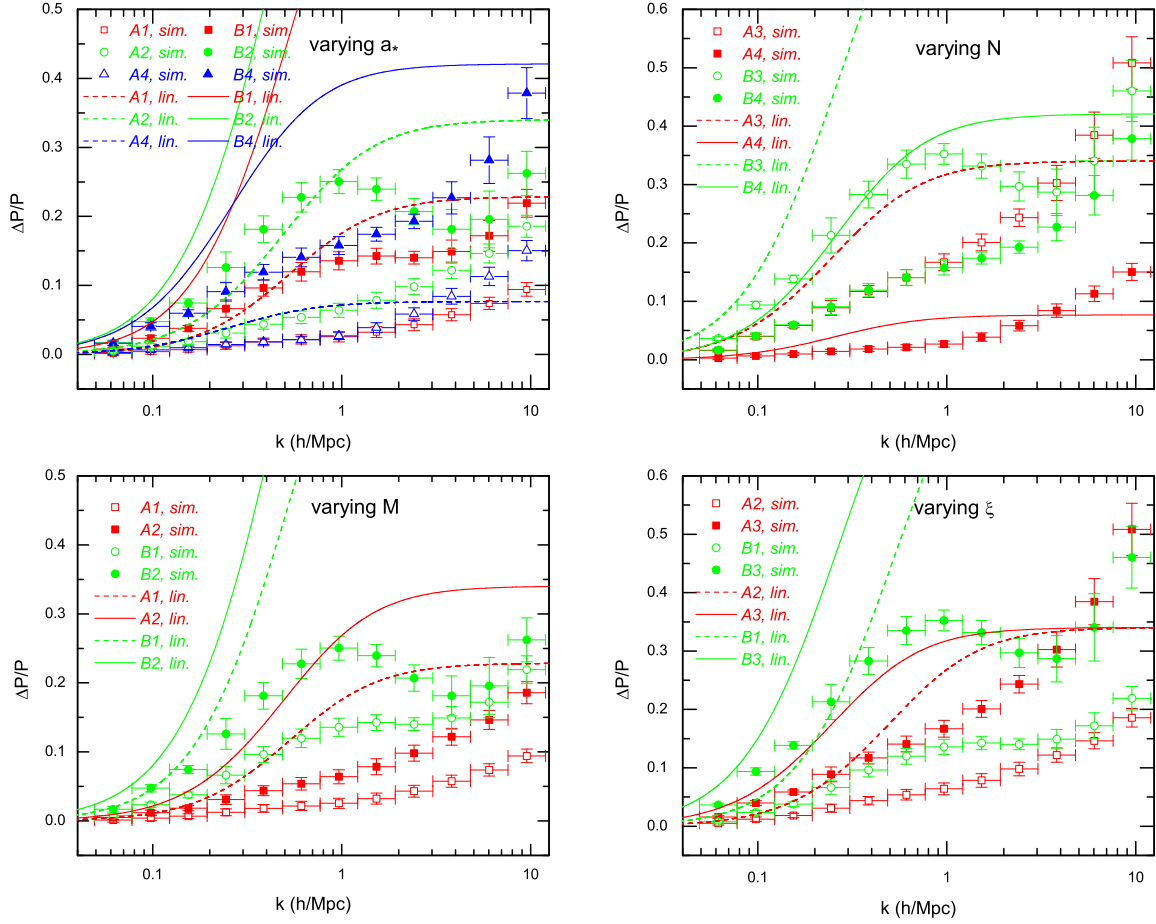 varying a*
A1, sim. B1, sim.
A2, sim. B2, sim.
A4, sim. B4, sim.
A1, lin. B1, lin.
A2, lin. B2, lin.
A4, lin. B4, lin.
ΔP/P
0.5
0.4
0.3
0.2
0.1
0.0
0.1 1 10
k (h/Mpc)
varying N
A3, sim.
A4, sim.
B3, sim.
B4, sim.
A3, lin.
A4, lin.
B3, lin.
B4, lin.
ΔP/P
0.6
0.5
0.4
0.3
0.2
0.1
0.0
0.1 1 10
k (h/Mpc)
varying M
A1, sim.
A2, sim.
B1, sim.
B2, sim.
A1, lin.
A2, lin.
B1, lin.
B2, lin.
ΔP/P
0.5
0.4
0.3
0.2
0.1
0.0
0.1 1 10
k (h/Mpc)
varying ξ
A2, sim.
A3, sim.
B1, sim.
B3, sim.
A2, lin.
A3, lin.
B1, lin.
B3, lin.
ΔP/P
0.6
0.5
0.4
0.3
0.2
0.1
0.0
0.1 1 10
k (h/Mpc)